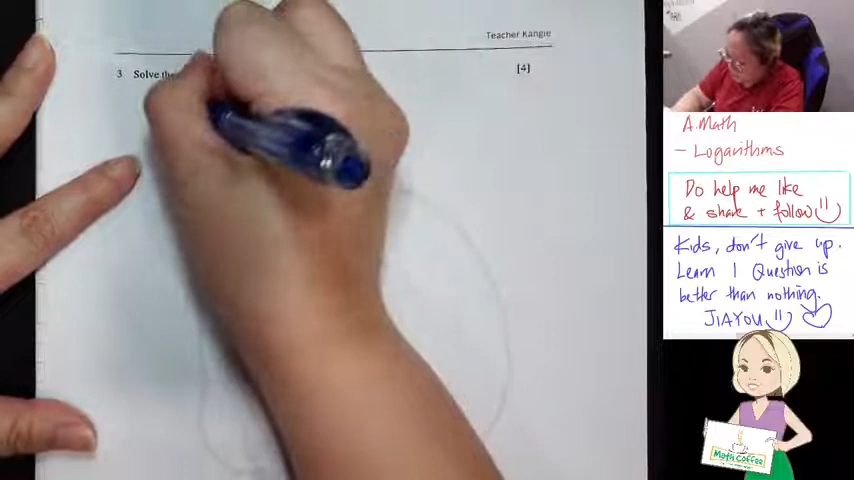 Teacher Kangie
3 Solve the
[4]
A.Math
- Logarithms
Do help me like
& share + follow
Kids, don't give up.
Learn 1 Question is
better than nothing.
JIAYOU
Math Coffee